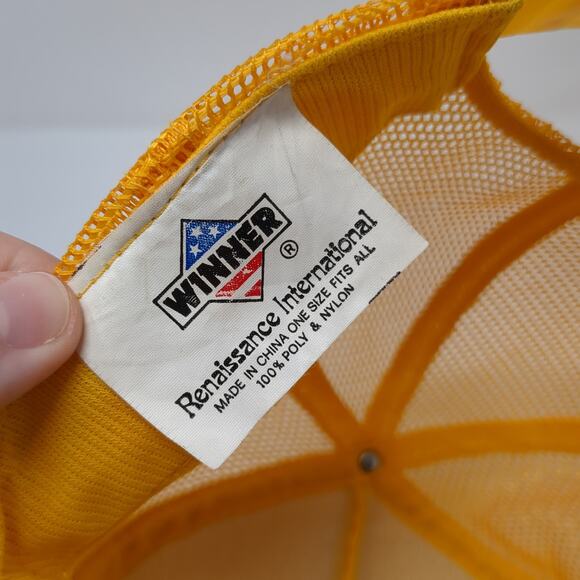 WINNER ®
Renaissance International
MADE IN CHINA ONE SIZE FITS ALL
100% POLY & NYLON